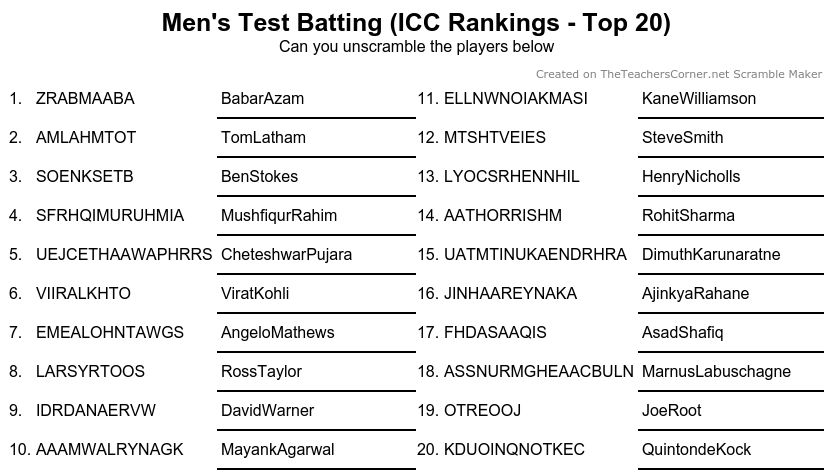 Men's Test Batting (ICC Rankings - Top 20)
Can you unscramble the players below
Created on TheTeachersCorner.net Scramble Maker
1. ZRABMAABA BabarAzam 11. ELLNWNOIAKMASI KaneWilliamson
2. AMLAHMTOT TomLatham 12. MTSHTVEIES SteveSmith
3. SOENKSETB BenStokes 13. LYOCSRHENNHIL HenryNicholls
4. SFRHQIMURUHMIA MushfiqurRahim 14. AATHORRISHM RohitSharma
5. UEJCETHAAWAPHRRS CheteshwarPujara 15. UATMTINUKAENDRHRA DimuthKarunaratne
6. VIIRALKHTO ViratKohli 16. JINHAAREYNAKA AjinkyaRahane
7. EMEALOHNTAWGS AngeloMathews 17. FHDASAAQIS AsadShafiq
8. LARSYRTOOS RossTaylor 18. ASSNURMGHEAACBULN MarnusLabuschagne
9. IDRDANAERVW DavidWarner 19. OTREOOJ JoeRoot
10. AAAMWALRYNAGK MayankAgarwal 20. KDUOINQNOTKEC QuintondeKock